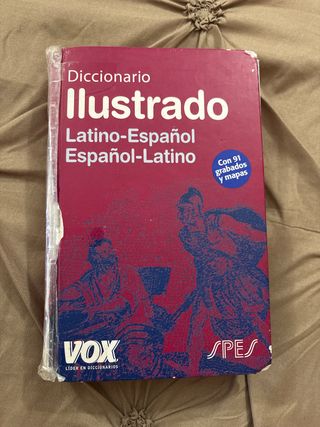 Diccionario
Ilustrado
Latino-Español
Español-Latino
Con 91
grabados
y mapas
VOX
LÍDER EN DICCIONARIOS
SPES